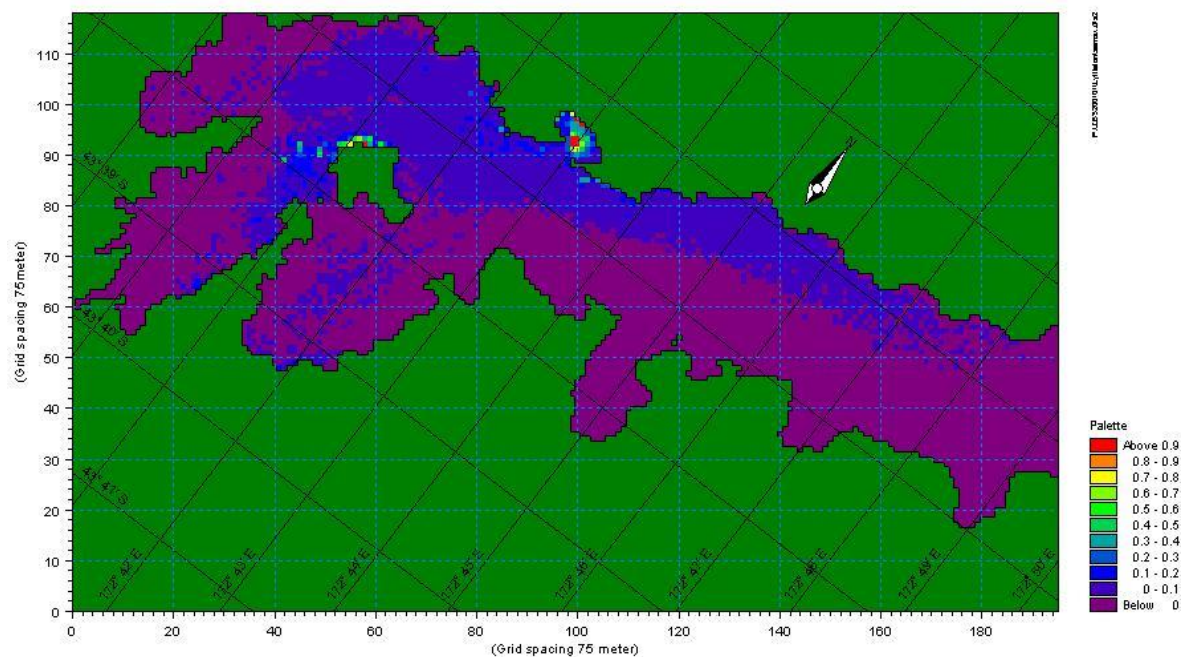 110
100
90
80
70
60
50
40
30
20
10
0
(Grid spacing 75 meter)
0 20 40 60 80 100 120 140 160 180
(Grid spacing 75 meter)
43° 39' S
43° 40' S
43° 41' S
172° 42' E
172° 43' E
172° 44' E
172° 45' E
172° 46' E
172° 47' E
172° 48' E
172° 49' E
172° 50' E
N
Palette
Above 0.9
0.8 - 0.9
0.7 - 0.8
0.6 - 0.7
0.5 - 0.6
0.4 - 0.5
0.3 - 0.4
0.2 - 0.3
0.1 - 0.2
0 - 0.1
Below 0